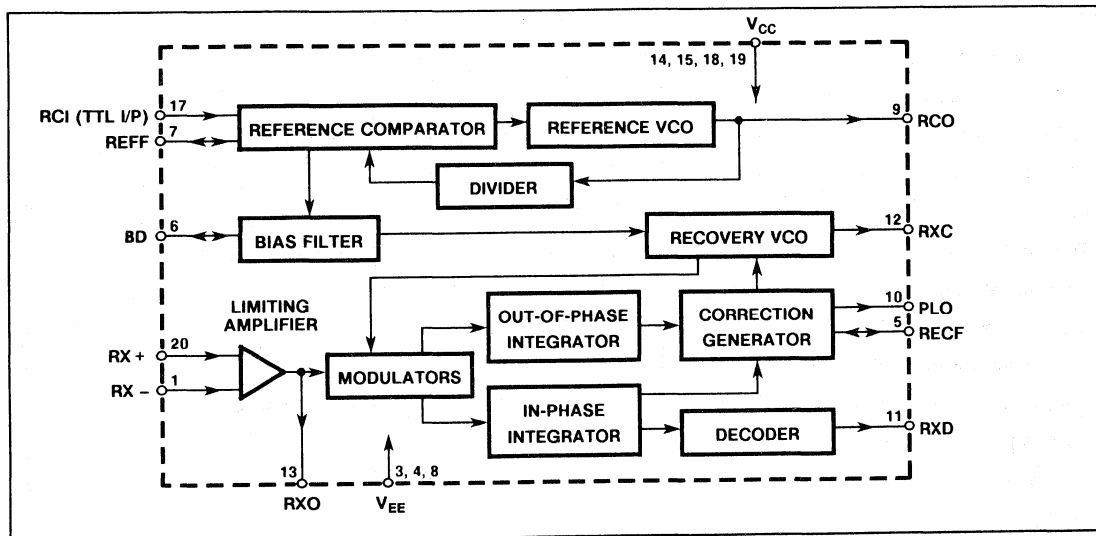 VCC
14, 15, 18, 19
RCI (TTL I/P)
17
REFF
7
REFERENCE COMPARATOR
REFERENCE VCO
9
RCO
DIVIDER
BD
6
BIAS FILTER
RECOVERY VCO
12
RXC
LIMITING
AMPLIFIER
OUT-OF-PHASE
INTEGRATOR
CORRECTION
GENERATOR
10
PLO
5
RECF
RX +
20
RX –
1
MODULATORS
IN-PHASE
INTEGRATOR
DECODER
11
RXD
13
RXO
3, 4, 8
VEE